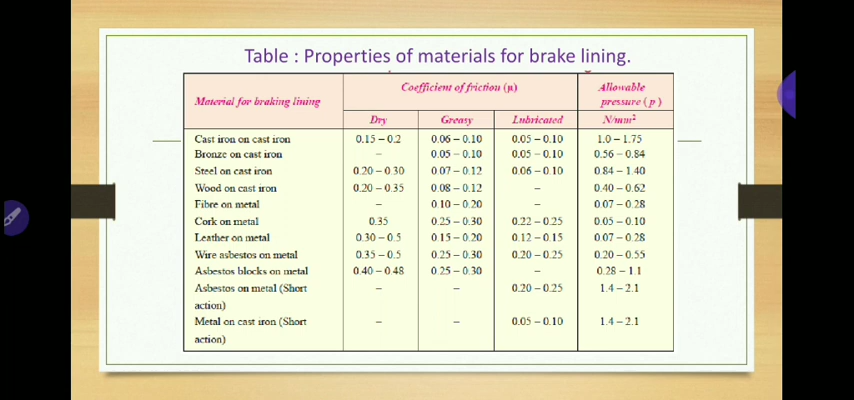 Table : Properties of materials for brake lining.
Material for braking lining
Coefficient of friction (μ)
Allowable
pressure ( p )
Dry Greasy Lubricated N/mm²
Cast iron on cast iron 0.15 – 0.2 0.06 – 0.10 0.05 – 0.10 1.0 – 1.75
Bronze on cast iron – 0.05 – 0.10 0.05 – 0.10 0.56 – 0.84
Steel on cast iron 0.20 – 0.30 0.07 – 0.12 0.06 – 0.10 0.84 – 1.40
Wood on cast iron 0.20 – 0.35 0.08 – 0.12 – 0.40 – 0.62
Fibre on metal – 0.10 – 0.20 – 0.07 – 0.28
Cork on metal 0.35 0.25 – 0.30 0.22 – 0.25 0.05 – 0.10
Leather on metal 0.30 – 0.5 0.15 – 0.20 0.12 – 0.15 0.07 – 0.28
Wire asbestos on metal 0.35 – 0.5 0.25 – 0.30 0.20 – 0.25 0.20 – 0.55
Asbestos blocks on metal 0.40 – 0.48 0.25 – 0.30 – 0.28 – 1.1
Asbestos on metal (Short – – 0.20 – 0.25 1.4 – 2.1
action)
Metal on cast iron (Short – – 0.05 – 0.10 1.4 – 2.1
action)